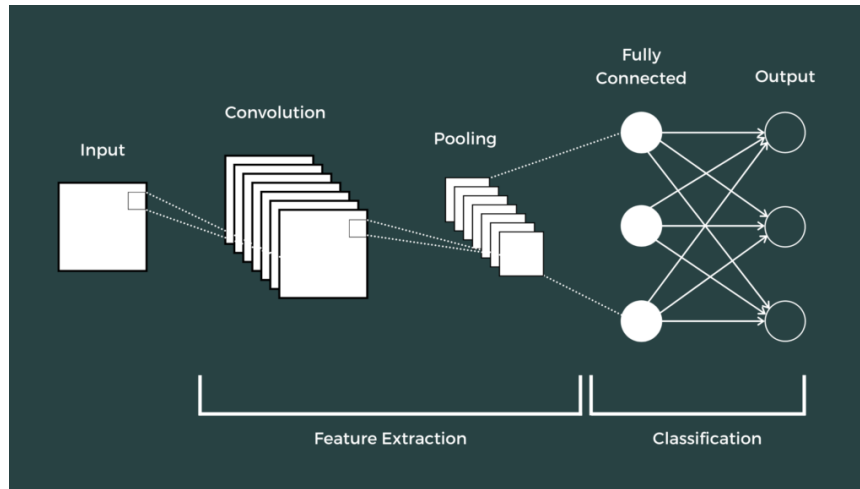 Input
Convolution
Pooling
Fully
Connected
Output
Feature Extraction
Classification